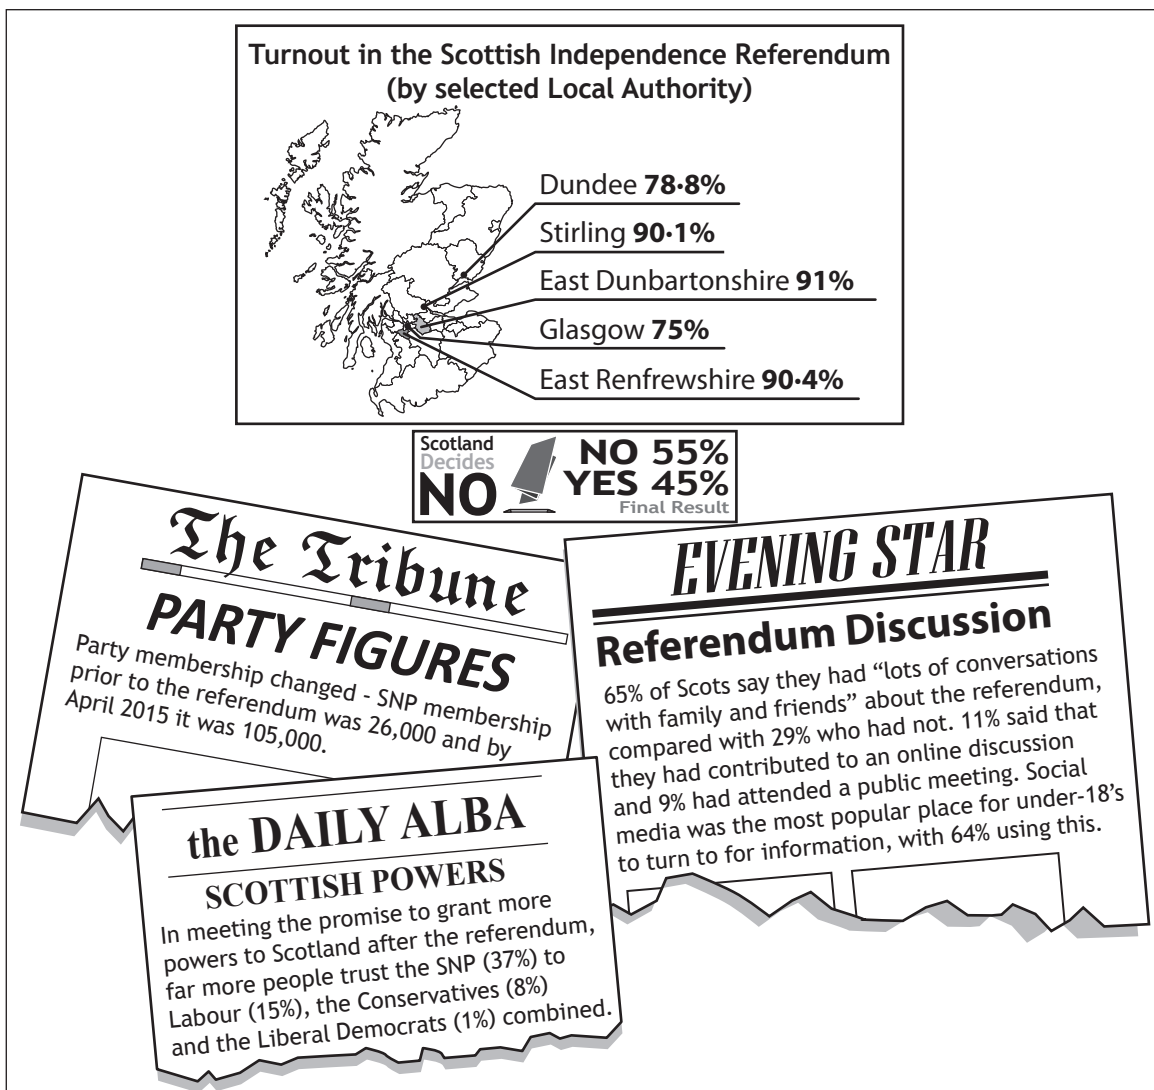 Turnout in the Scottish Independence Referendum
(by selected Local Authority)
Dundee 78·8%
Stirling 90·1%
East Dunbartonshire 91%
Glasgow 75%
East Renfrewshire 90·4%
Scotland
Decides
NO
NO 55%
YES 45%
Final Result
The Tribune
PARTY FIGURES
Party membership changed - SNP membership
prior to the referendum was 26,000 and by
April 2015 it was 105,000.
EVENING STAR
Referendum Discussion
65% of Scots say they had “lots of conversations
with family and friends” about the referendum,
compared with 29% who had not. 11% said that
they had contributed to an online discussion
and 9% had attended a public meeting. Social
media was the most popular place for under-18’s
to turn to for information, with 64% using this.
the DAILY ALBA
SCOTTISH POWERS
In meeting the promise to grant more
powers to Scotland after the referendum,
far more people trust the SNP (37%) to
Labour (15%), the Conservatives (8%)
and the Liberal Democrats (1%) combined.